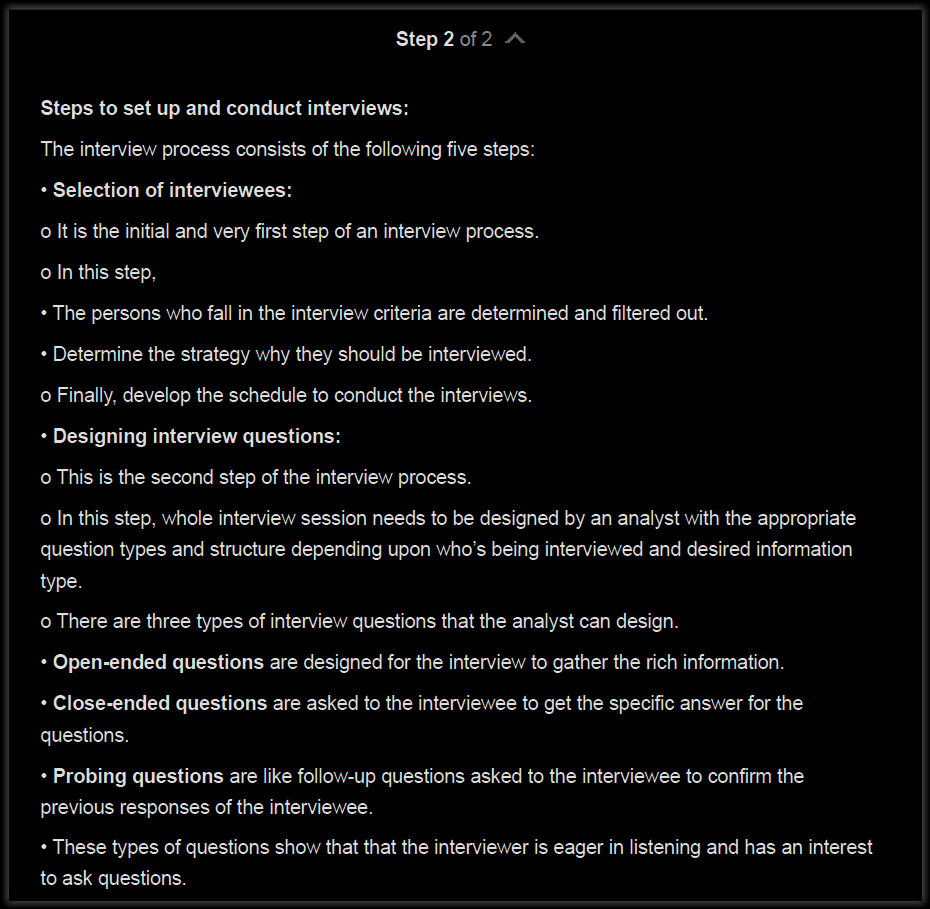 Step 2 of 2
Steps to set up and conduct interviews:
The interview process consists of the following five steps:
• Selection of interviewees:
o It is the initial and very first step of an interview process.
o In this step,
• The persons who fall in the interview criteria are determined and filtered out.
• Determine the strategy why they should be interviewed.
o Finally, develop the schedule to conduct the interviews.
• Designing interview questions:
o This is the second step of the interview process.
o In this step, whole interview session needs to be designed by an analyst with the appropriate
question types and structure depending upon who's being interviewed and desired information
type.
o There are three types of interview questions that the analyst can design.
• Open-ended questions are designed for the interview to gather the rich information.
• Close-ended questions are asked to the interviewee to get the specific answer for the
questions.
• Probing questions are like follow-up questions asked to the interviewee to confirm the
previous responses of the interviewee.
• These types of questions show that that the interviewer is eager in listening and has an interest
to ask questions.